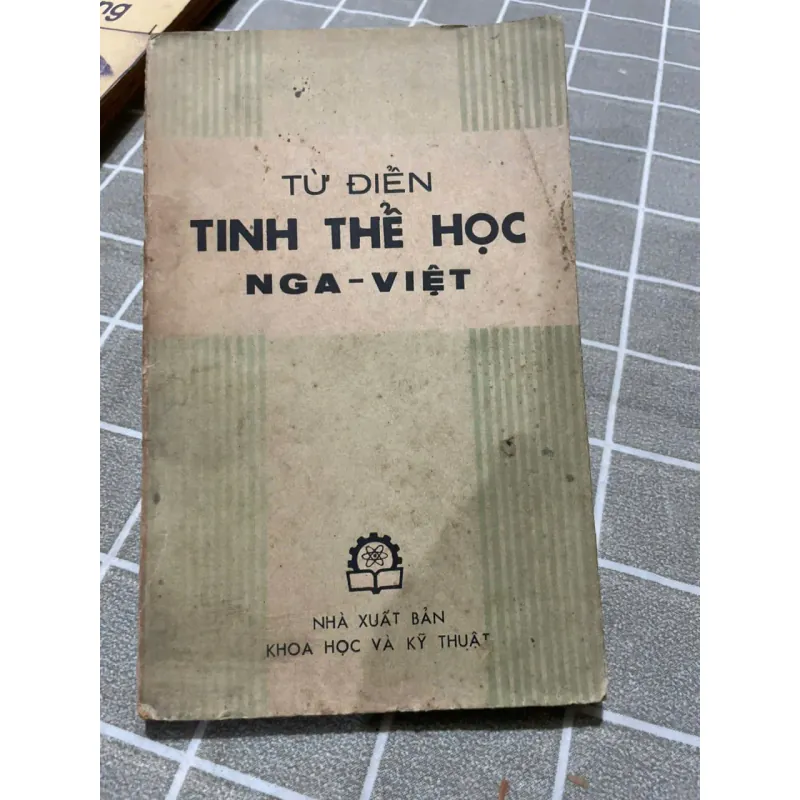 TỪ ĐIỂN
TINH THỂ HỌC
NGA-VIỆT
NHÀ XUẤT BẢN
KHOA HỌC VÀ KỸ THUẬT